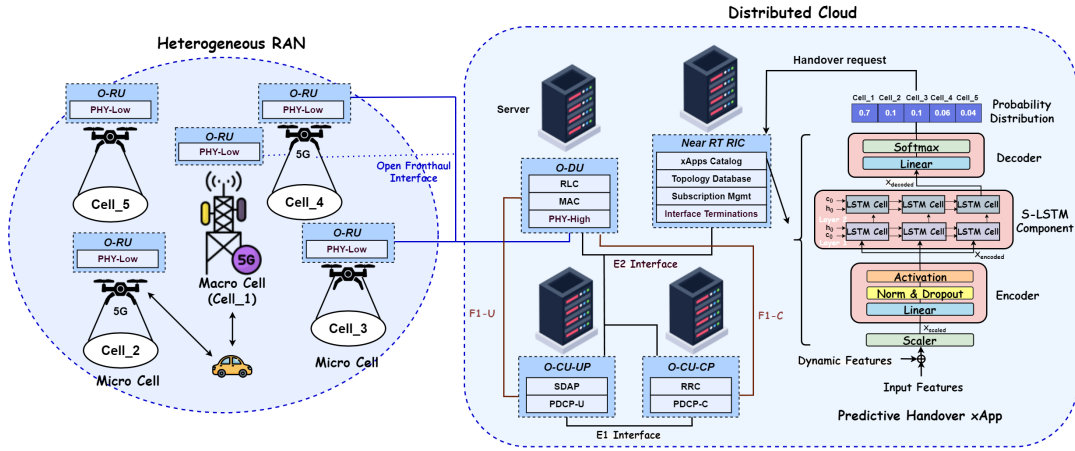 Distributed Cloud
Heterogeneous RAN
O-RU
PHY-Low
O-RU
PHY-Low
O-RU
PHY-Low
5G
Open Fronthaul
Interface
Cell_5
Cell_4
O-RU
PHY-Low
O-RU
PHY-Low
5G
5G
Macro Cell
(Cell_1)
Cell_2
Micro Cell
Cell_3
Micro Cell
Server
O-DU
RLC
MAC
PHY-High
Near RT RIC
xApps Catalog
Topology Database
Subscription Mgmt
Interface Terminations
E2 Interface
F1-U
F1-C
O-CU-UP
SDAP
PDCP-U
O-CU-CP
RRC
PDCP-C
E1 Interface
Handover request
Cell_1 Cell_2 Cell_3 Cell_4 Cell_5
0.7 0.1 0.1 0.06 0.04
Probability
Distribution
Softmax
Linear
Decoder
Xdecoded
c0
h0
LSTM Cell LSTM Cell LSTM Cell
h0
c0
LSTM Cell LSTM Cell LSTM Cell
Layer 1
S-LSTM
Component
Xencoded
Activation
Norm & Dropout
Linear
Encoder
Xscaled
Scaler
Dynamic Features
Input Features
Predictive Handover xApp